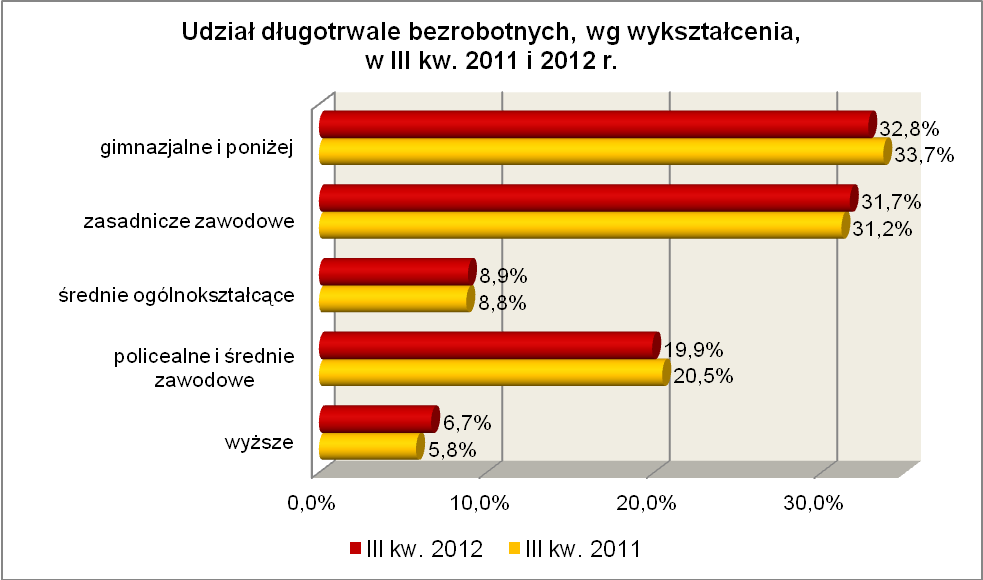 Udział długotrwale bezrobotnych, wg wykształcenia,
w III kw. 2011 i 2012 r.
gimnazjalne i poniżej
32,8%
33,7%
zasadnicze zawodowe
31,7%
31,2%
średnie ogólnokształcące
8,9%
8,8%
policealne i średnie
zawodowe
19,9%
20,5%
wyższe
6,7%
5,8%
0,0% 10,0% 20,0% 30,0%
III kw. 2012 III kw. 2011